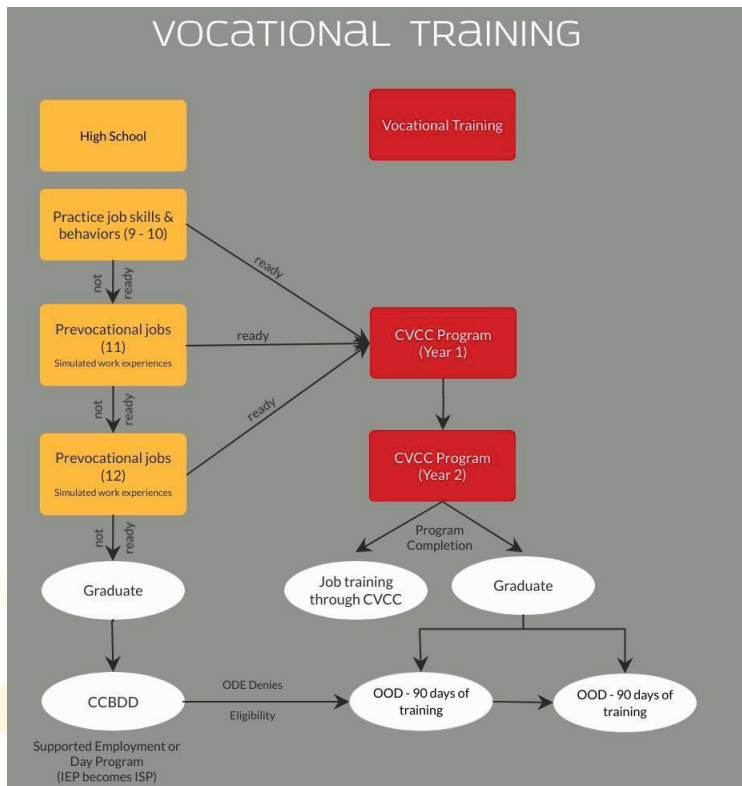 VOCATIONAL TRAINING
High School
Vocational Training
Practice job skills &
behaviors (9 - 10)
ready
not
ready
Prevocational jobs
(11)
Simulated work experiences
ready
CVCC Program
(Year 1)
not
ready
ready
Prevocational jobs
(12)
Simulated work experiences
CVCC Program
(Year 2)
not
ready
Program
Completion
Graduate
Job training
through CVCC
Graduate
CCBDD
ODE Denies
Eligibility
OOD - 90 days of
training
OOD - 90 days of
training
Supported Employment or
Day Program
(IEP becomes ISP)